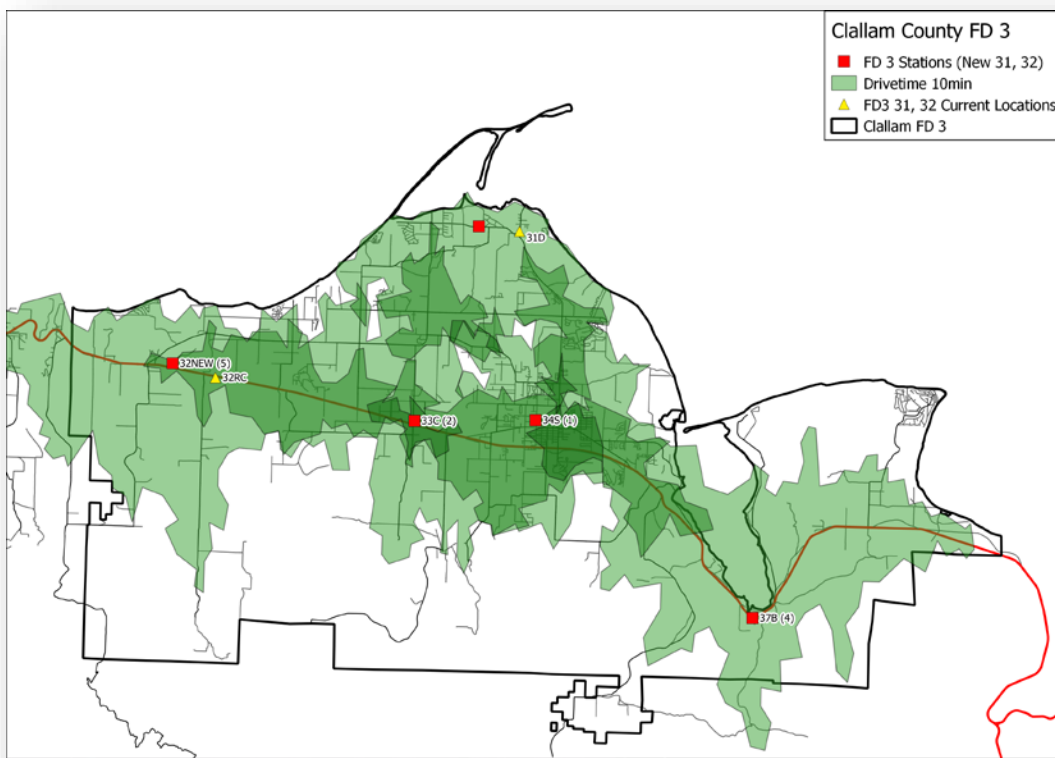 Clallam County FD 3
FD 3 Stations (New 31, 32)
Drivetime 10min
FD3 31, 32 Current Locations
Clallam FD 3
31D
32NEW (5)
32RC
33C (2)
34S (1)
37B (4)